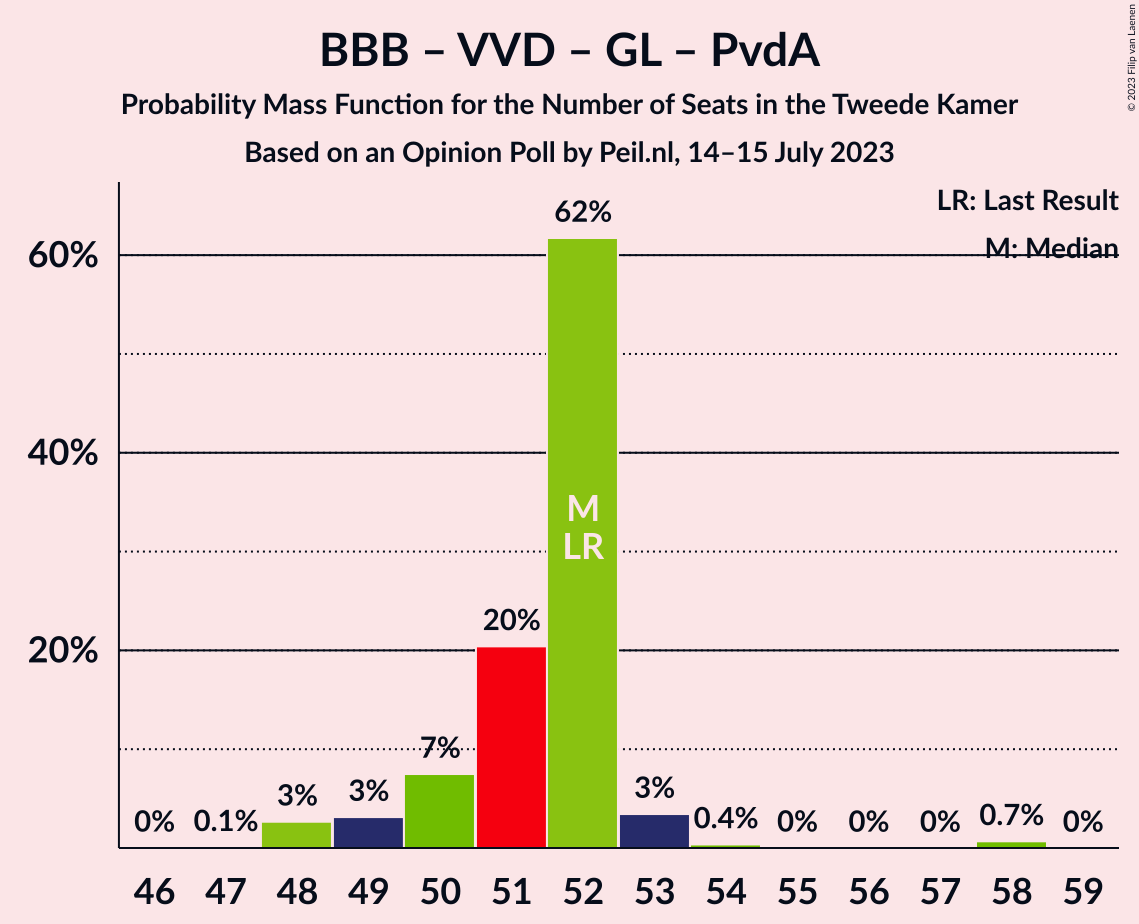 BBB – VVD – GL – PvdA
Probability Mass Function for the Number of Seats in the Tweede Kamer
Based on an Opinion Poll by Peil.nl, 14–15 July 2023
© 2023 Filip van Laenen
LR: Last Result
M: Median
60%
40%
20%
0%
0.1%
3%
3%
7%
20%
62%
M
LR
3%
0.4%
0%
0%
0%
0.7%
0%
46 47 48 49 50 51 52 53 54 55 56 57 58 59